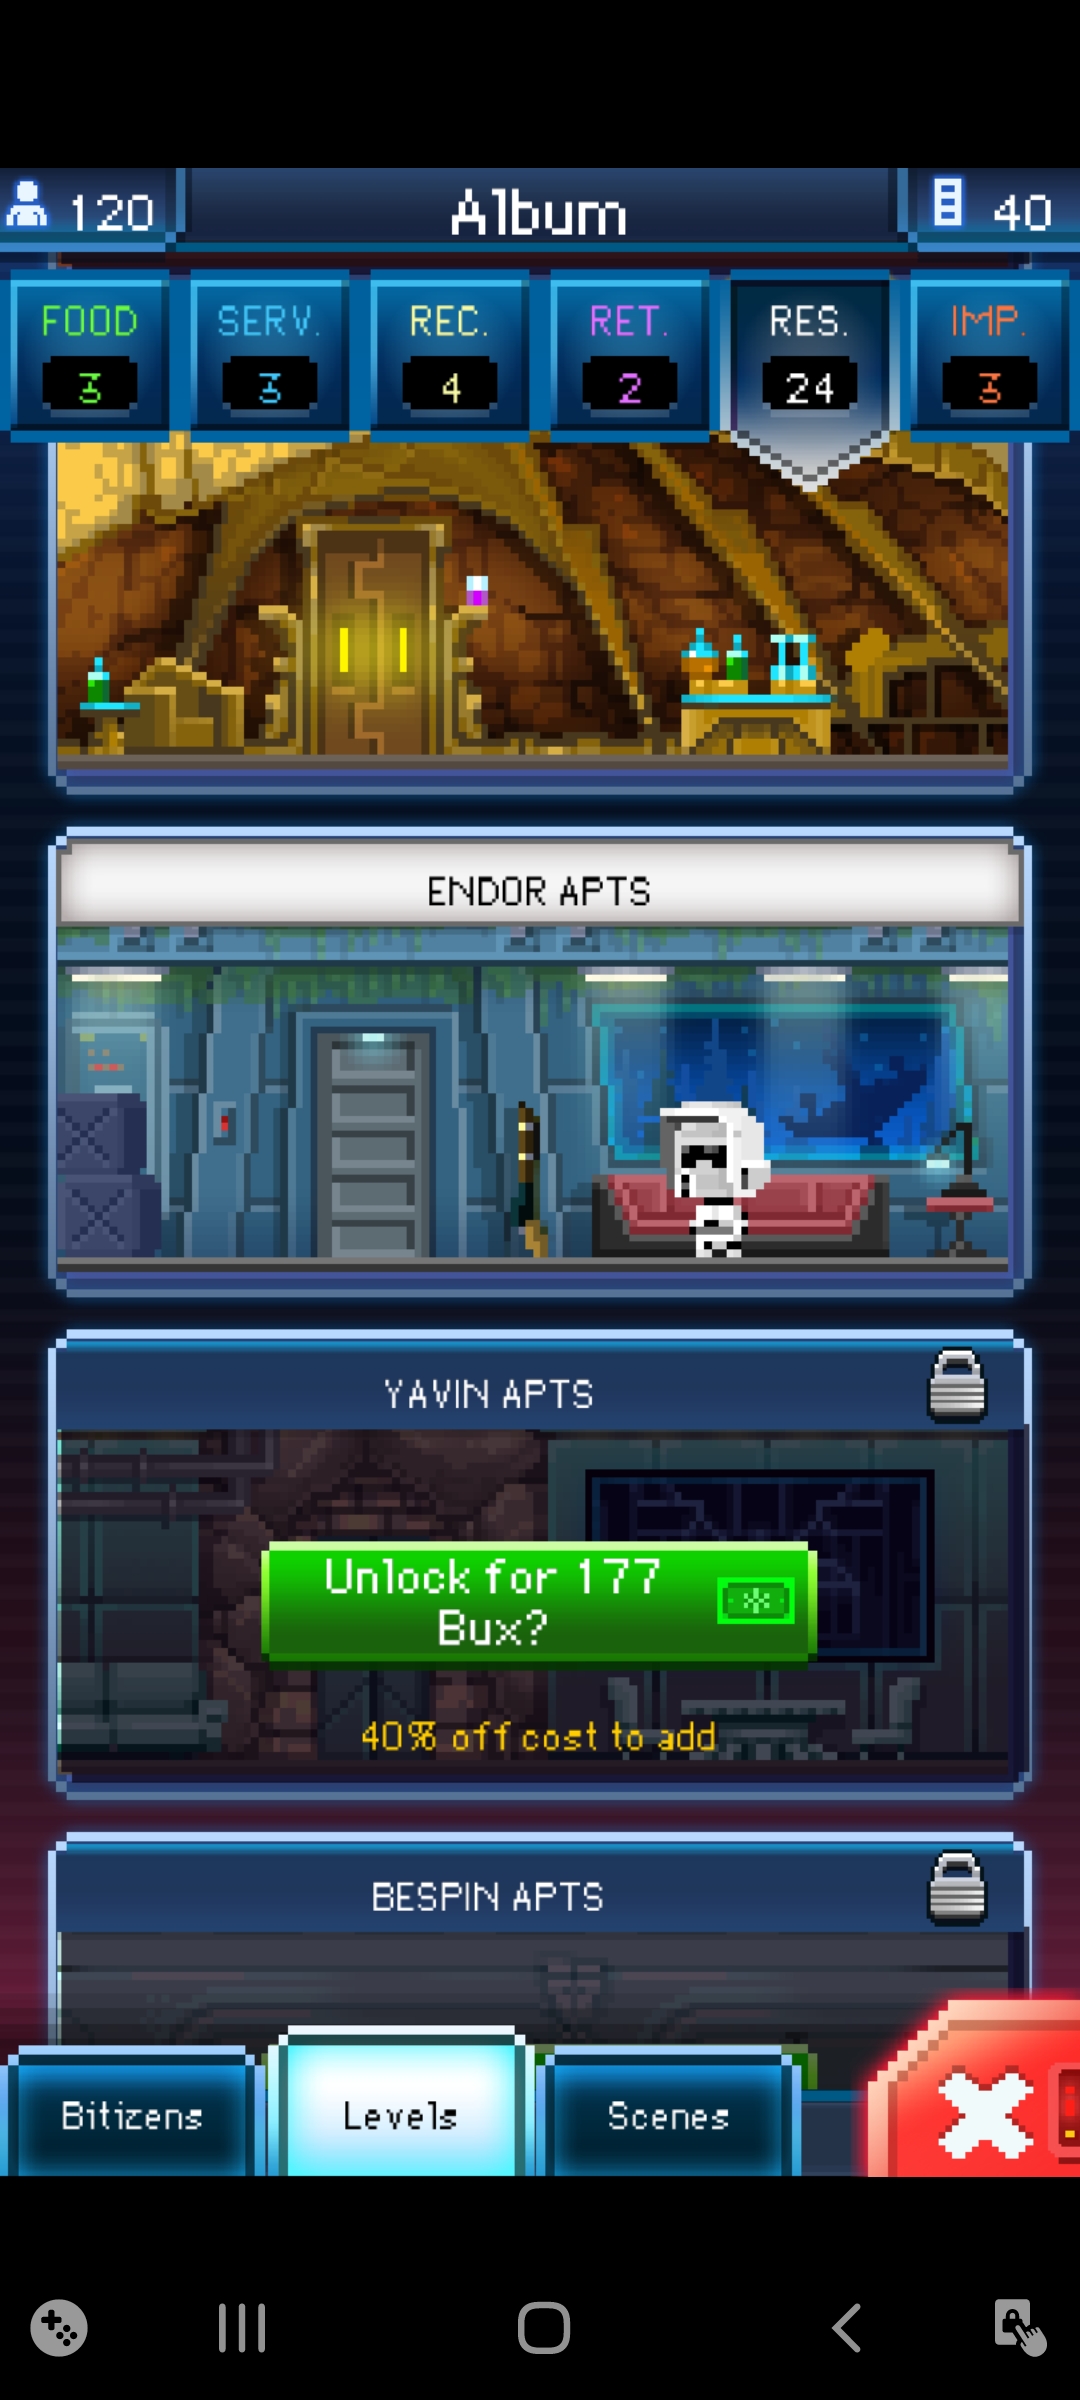 120 Album 40
FOOD SERV. REC. RET. RES. IMP.
3 3 4 2 24 3
ENDOR APTS
YAVIN APTS
Unlock for 177
Bux?
40% off cost to add
BESPIN APTS
Bitizens Levels Scenes